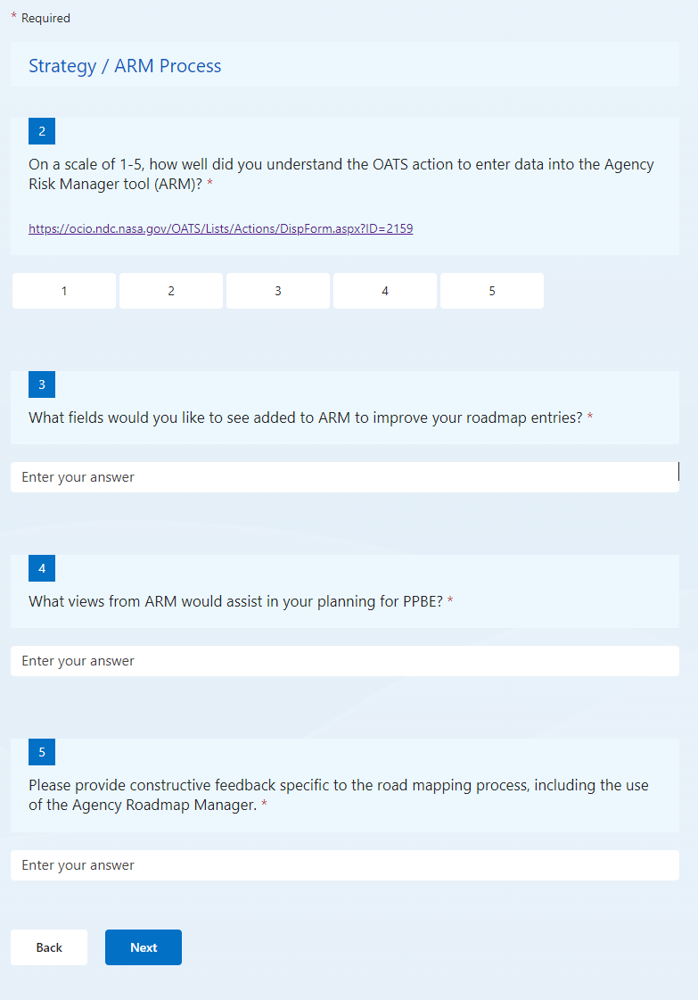 * Required
Strategy / ARM Process
2
On a scale of 1-5, how well did you understand the OATS action to enter data into the Agency
Risk Manager tool (ARM)? *
https://ocio.ndc.nasa.gov/OATS/Lists/Actions/DispForm.aspx?ID=2159
1 2 3 4 5
3
What fields would you like to see added to ARM to improve your roadmap entries? *
Enter your answer
4
What views from ARM would assist in your planning for PPBE? *
Enter your answer
5
Please provide constructive feedback specific to the road mapping process, including the use
of the Agency Roadmap Manager. *
Enter your answer
Back Next